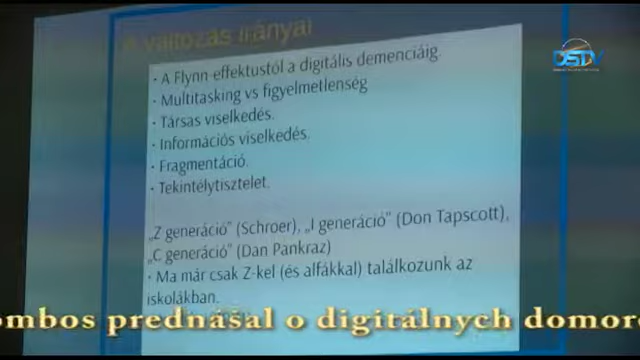 A változás irányai
• A Flynn-effektustól a digitális demenciáig.
• Multitasking vs figyelmetlenség
• Társas viselkedés.
• Információs viselkedés.
• Fragmentáció.
• Tekintélytisztelet.
„Z generáció” (Schroer), „I generáció” (Don Tapscott),
„C generáció” (Dan Pankraz)
• Ma már csak Z-kel (és alfákkal) találkozunk az
iskolákban.
DSTV
ombos prednásal o digitálnych domoro